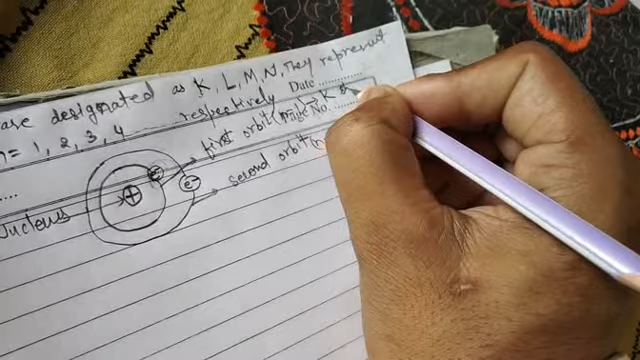 are designated as K, L, M, N, They represent
n = 1, 2, 3, 4 respectively Date
Page No.
first orbit (n=1) → K s
second orbit (n
e⁻ e⁻
+
Nucleus